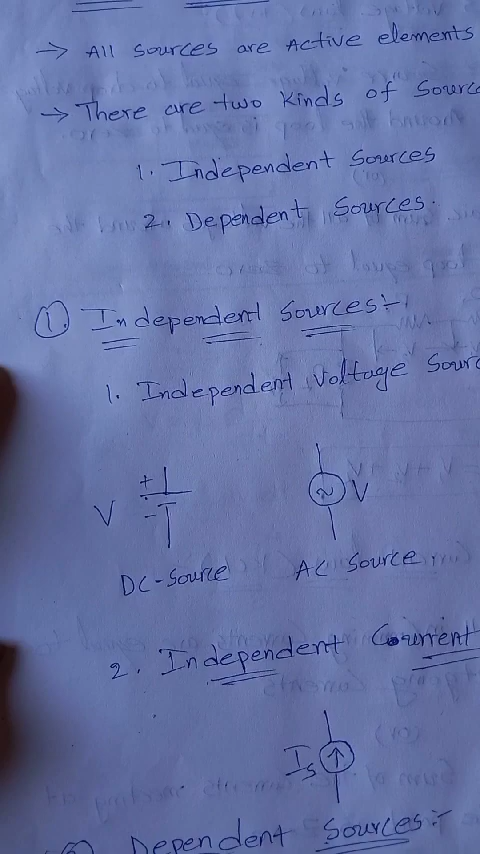 → All sources are Active elements
→ There are two kinds of Sourc
1. Independent Sources
2. Dependent Sources.
① Independent Sources:-
1. Independent Voltage Sour
V + - V
DC-Source AC Source
2. Independent Current
Is
Dependent Sources:-